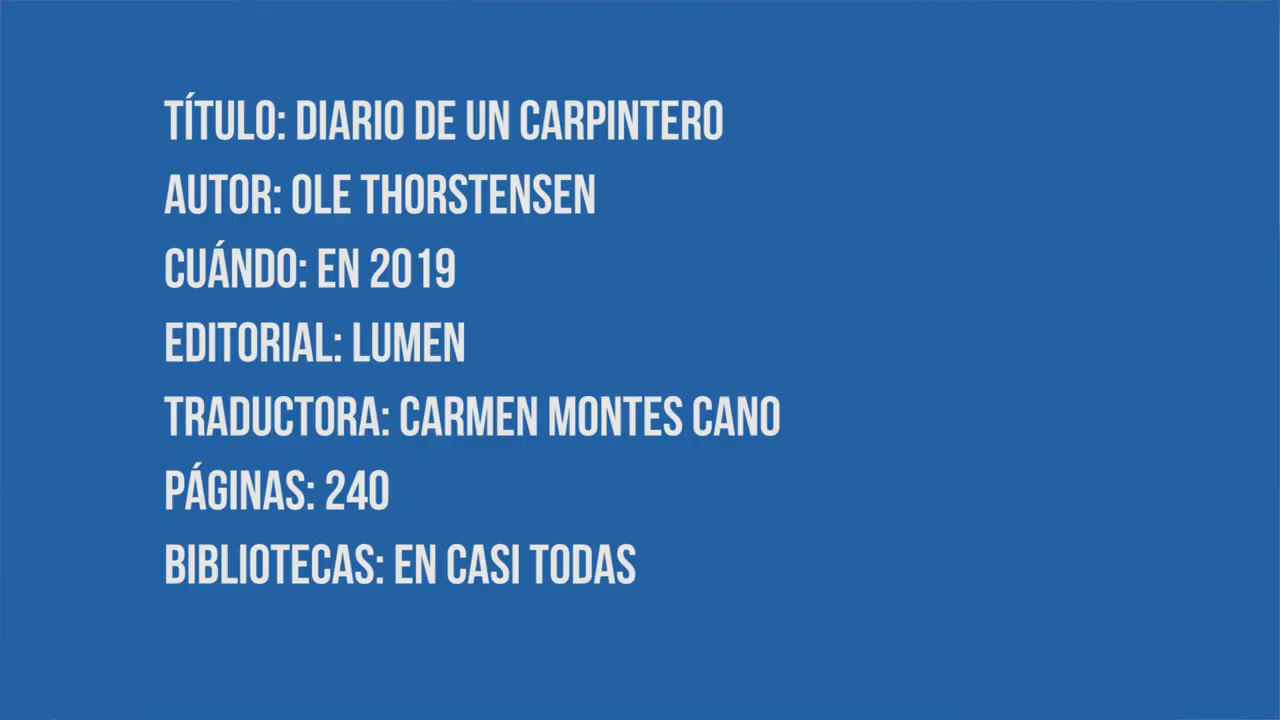 TÍTULO: DIARIO DE UN CARPINTERO
AUTOR: OLE THORSTENSEN
CUÁNDO: EN 2019
EDITORIAL: LUMEN
TRADUCTORA: CARMEN MONTES CANO
PÁGINAS: 240
BIBLIOTECAS: EN CASI TODAS